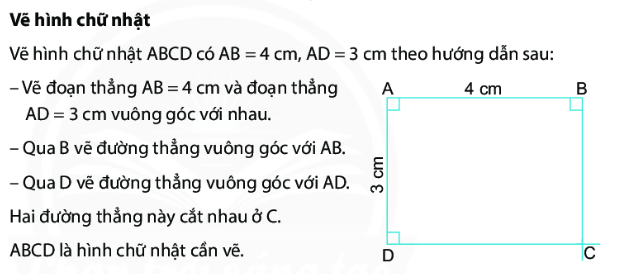 Vẽ hình chữ nhật
Vẽ hình chữ nhật ABCD có AB = 4 cm, AD = 3 cm theo hướng dẫn sau:
– Vẽ đoạn thẳng AB = 4 cm và đoạn thẳng
AD = 3 cm vuông góc với nhau.
– Qua B vẽ đường thẳng vuông góc với AB.
– Qua D vẽ đường thẳng vuông góc với AD.
Hai đường thẳng này cắt nhau ở C.
ABCD là hình chữ nhật cần vẽ.
A 4 cm B
3 cm
D C